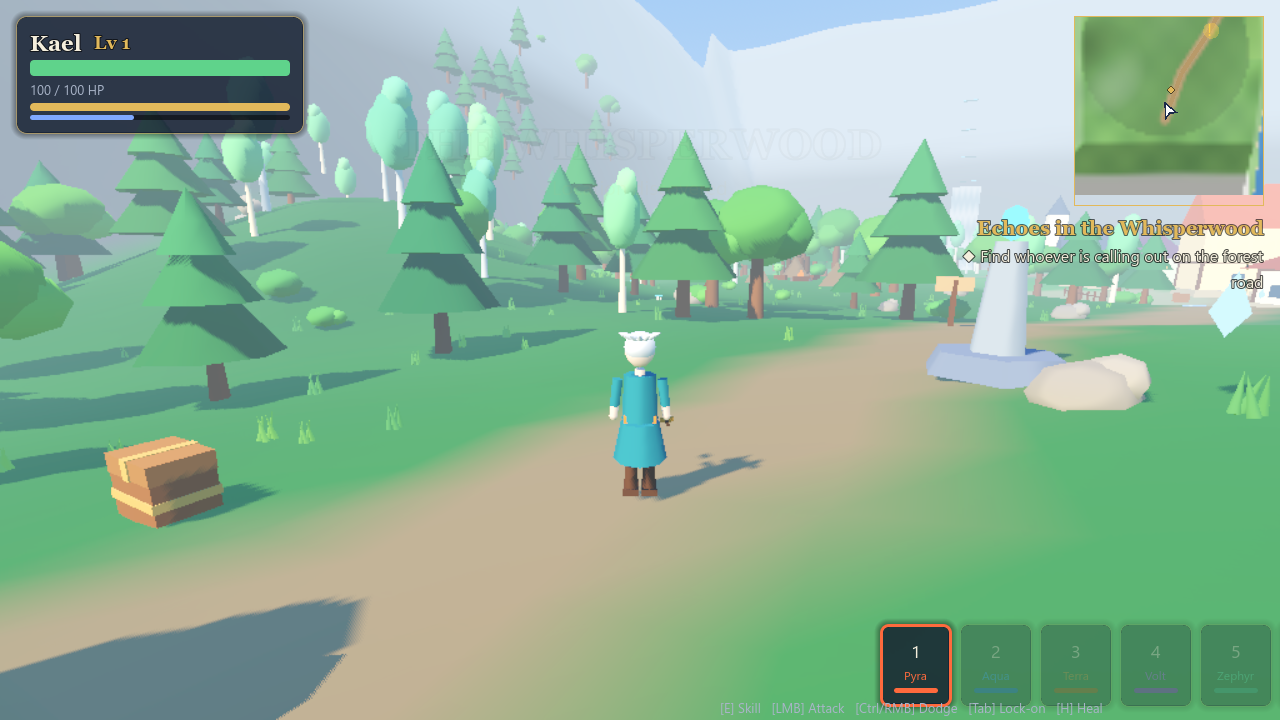 Kael Lv 1
100 / 100 HP
THE WHISPERWOOD
Echoes in the Whisperwood
Find whoever is calling out on the forest
road
1 2 3 4 5
Pyra Aqua Terra Volt Zephyr
[E] Skill [LMB] Attack [Ctrl/RMB] Dodge [Tab] Lock-on [H] Heal